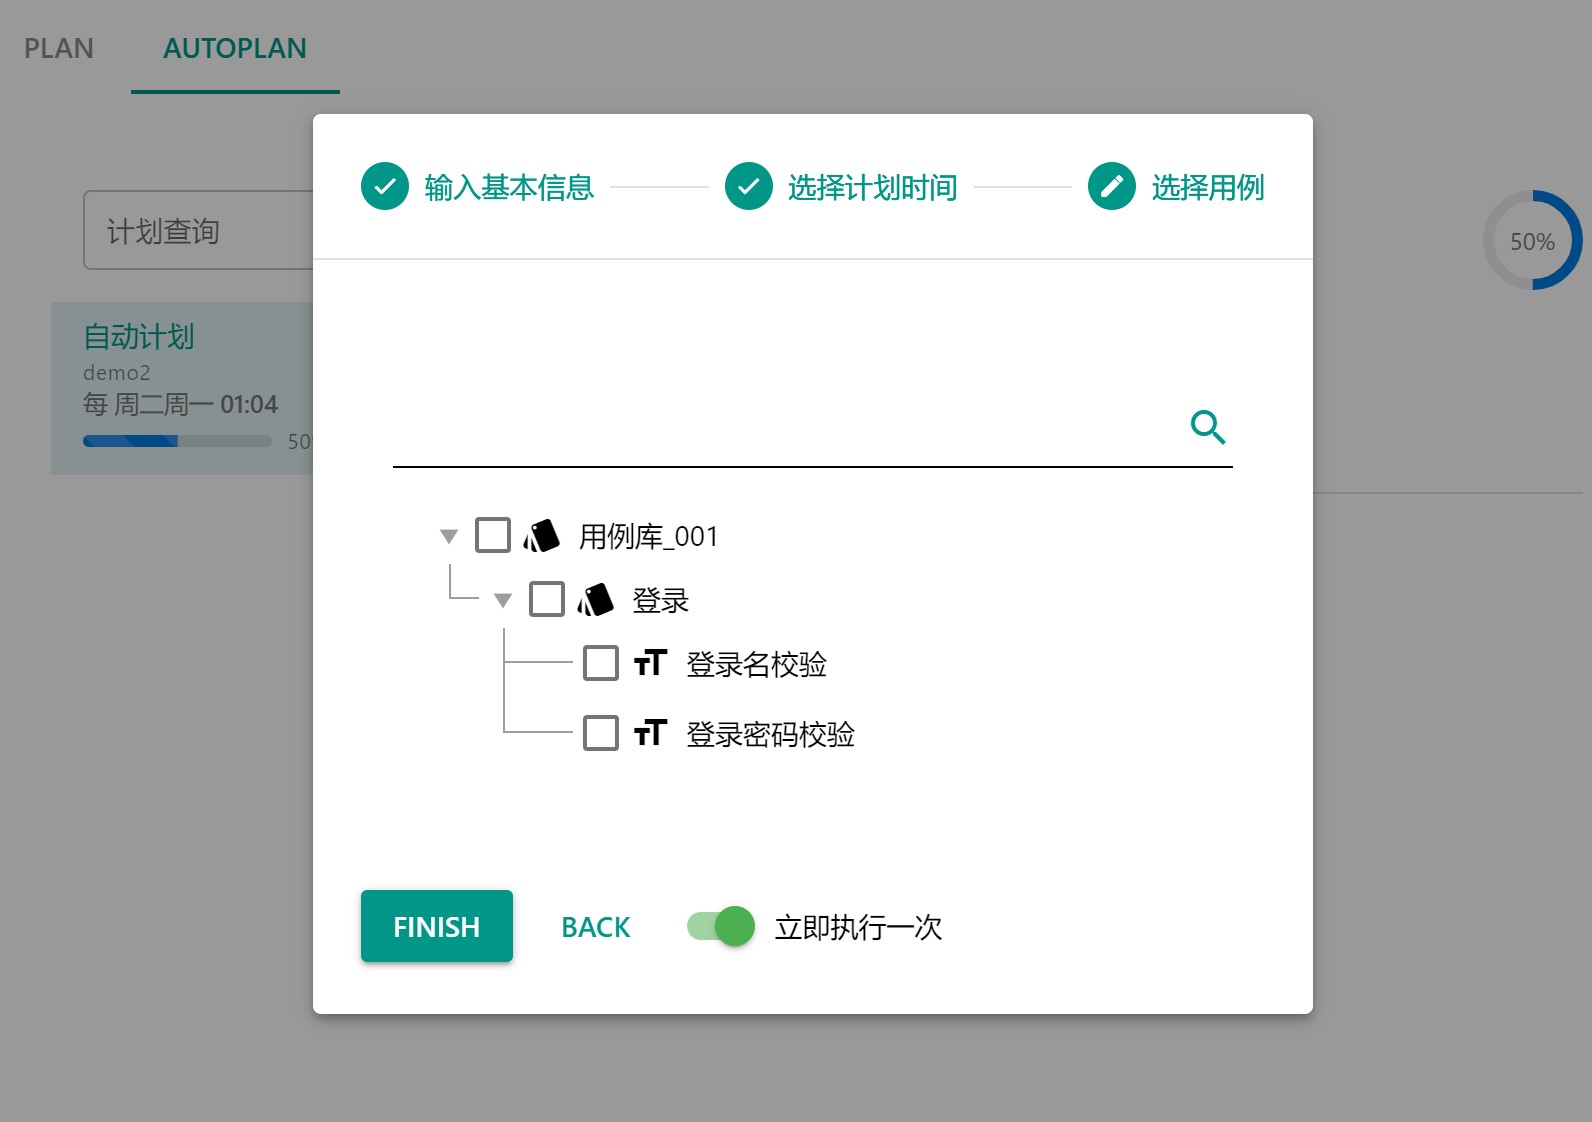 PLAN
AUTOPLAN
输入基本信息
选择计划时间
选择用例
计划查询
50%
自动计划
demo2
每 周二周一 01:04
用例库_001
登录
登录名校验
登录密码校验
FINISH
BACK
立即执行一次